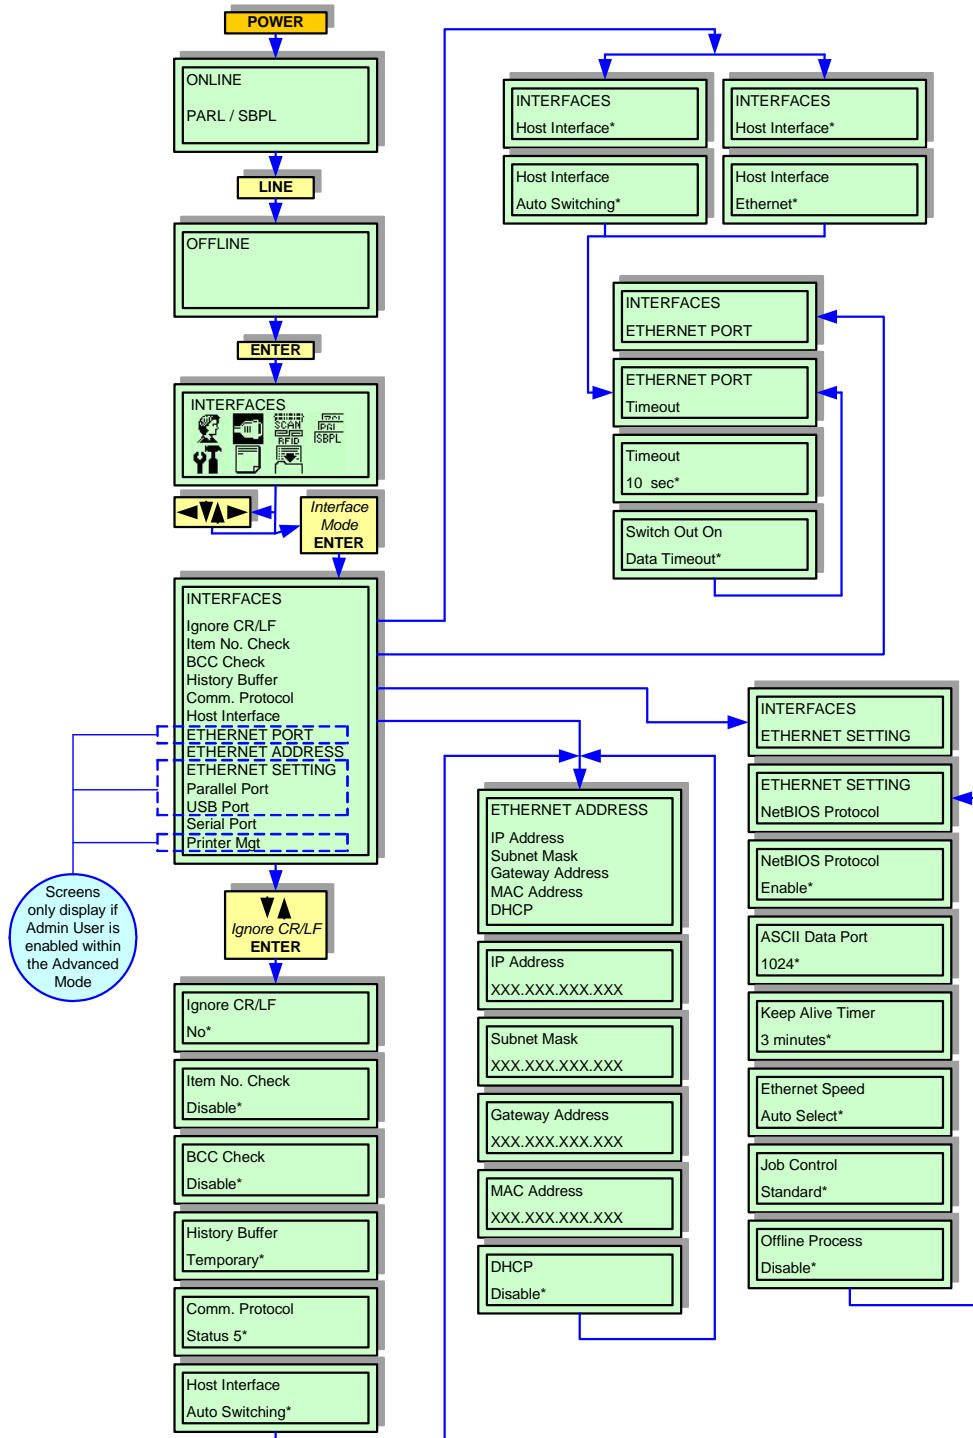 POWER
ONLINE
PARL / SBPL
LINE
OFFLINE
ENTER
INTERFACES
SCAN
RFID
PGL
SBPL
Interface
Mode
ENTER
INTERFACES
Ignore CR/LF
Item No. Check
BCC Check
History Buffer
Comm. Protocol
Host Interface
ETHERNET PORT
ETHERNET ADDRESS
ETHERNET SETTING
Parallel Port
USB Port
Serial Port
Printer Mgt
Screens
only display if
Admin User is
enabled within
the Advanced
Mode
Ignore CR/LF
ENTER
Ignore CR/LF
No*
Item No. Check
Disable*
BCC Check
Disable*
History Buffer
Temporary*
Comm. Protocol
Status 5*
Host Interface
Auto Switching*
INTERFACES
Host Interface*
Host Interface
Auto Switching*
INTERFACES
Host Interface*
Host Interface
Ethernet*
INTERFACES
ETHERNET PORT
ETHERNET PORT
Timeout
Timeout
10 sec*
Switch Out On
Data Timeout*
ETHERNET ADDRESS
IP Address
Subnet Mask
Gateway Address
MAC Address
DHCP
IP Address
XXX.XXX.XXX.XXX
Subnet Mask
XXX.XXX.XXX.XXX
Gateway Address
XXX.XXX.XXX.XXX
MAC Address
XXX.XXX.XXX.XXX
DHCP
Disable*
INTERFACES
ETHERNET SETTING
ETHERNET SETTING
NetBIOS Protocol
NetBIOS Protocol
Enable*
ASCII Data Port
1024*
Keep Alive Timer
3 minutes*
Ethernet Speed
Auto Select*
Job Control
Standard*
Offline Process
Disable*